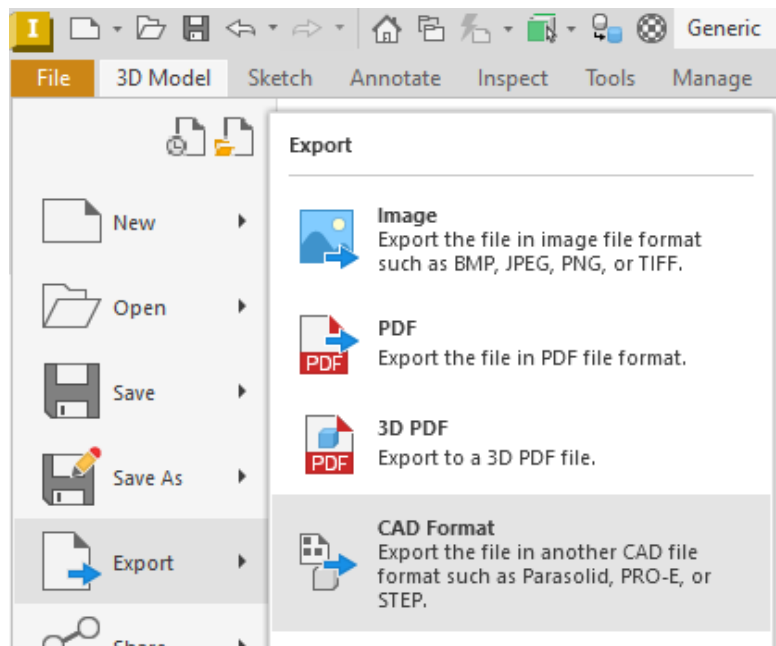 I
Generic
File 3D Model Sketch Annotate Inspect Tools Manage
Export
New
Open
Save
Save As
Export
Share
Image
Export the file in image file format
such as BMP, JPEG, PNG, or TIFF.
PDF
PDF
Export the file in PDF file format.
PDF
3D PDF
Export to a 3D PDF file.
CAD Format
Export the file in another CAD file
format such as Parasolid, PRO-E, or
STEP.